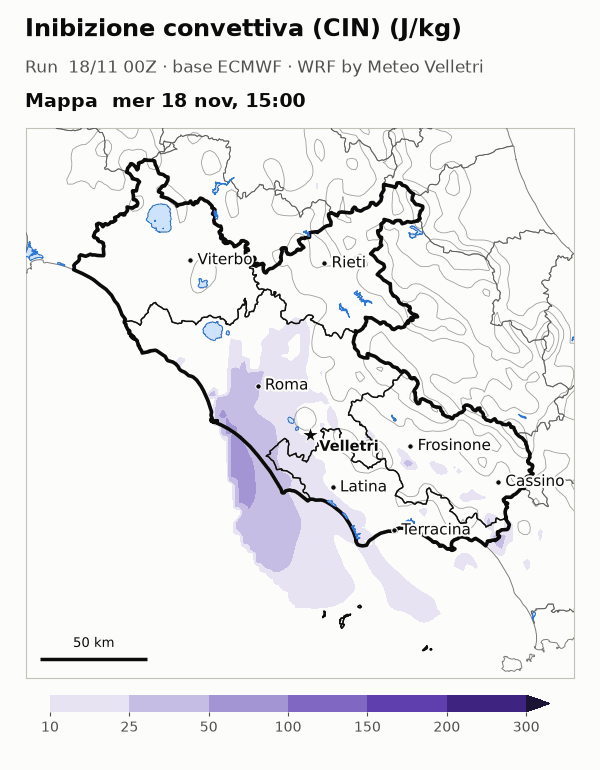 Inibizione convettiva (CIN) (J/kg)
Run  18/11 00Z · base ECMWF · WRF by Meteo Velletri
Mappa  mer 18 nov, 15:00
Viterbo
Rieti
Roma
Velletri
Frosinone
Cassino
Latina
Terracina
50 km
10 25 50 100 150 200 300